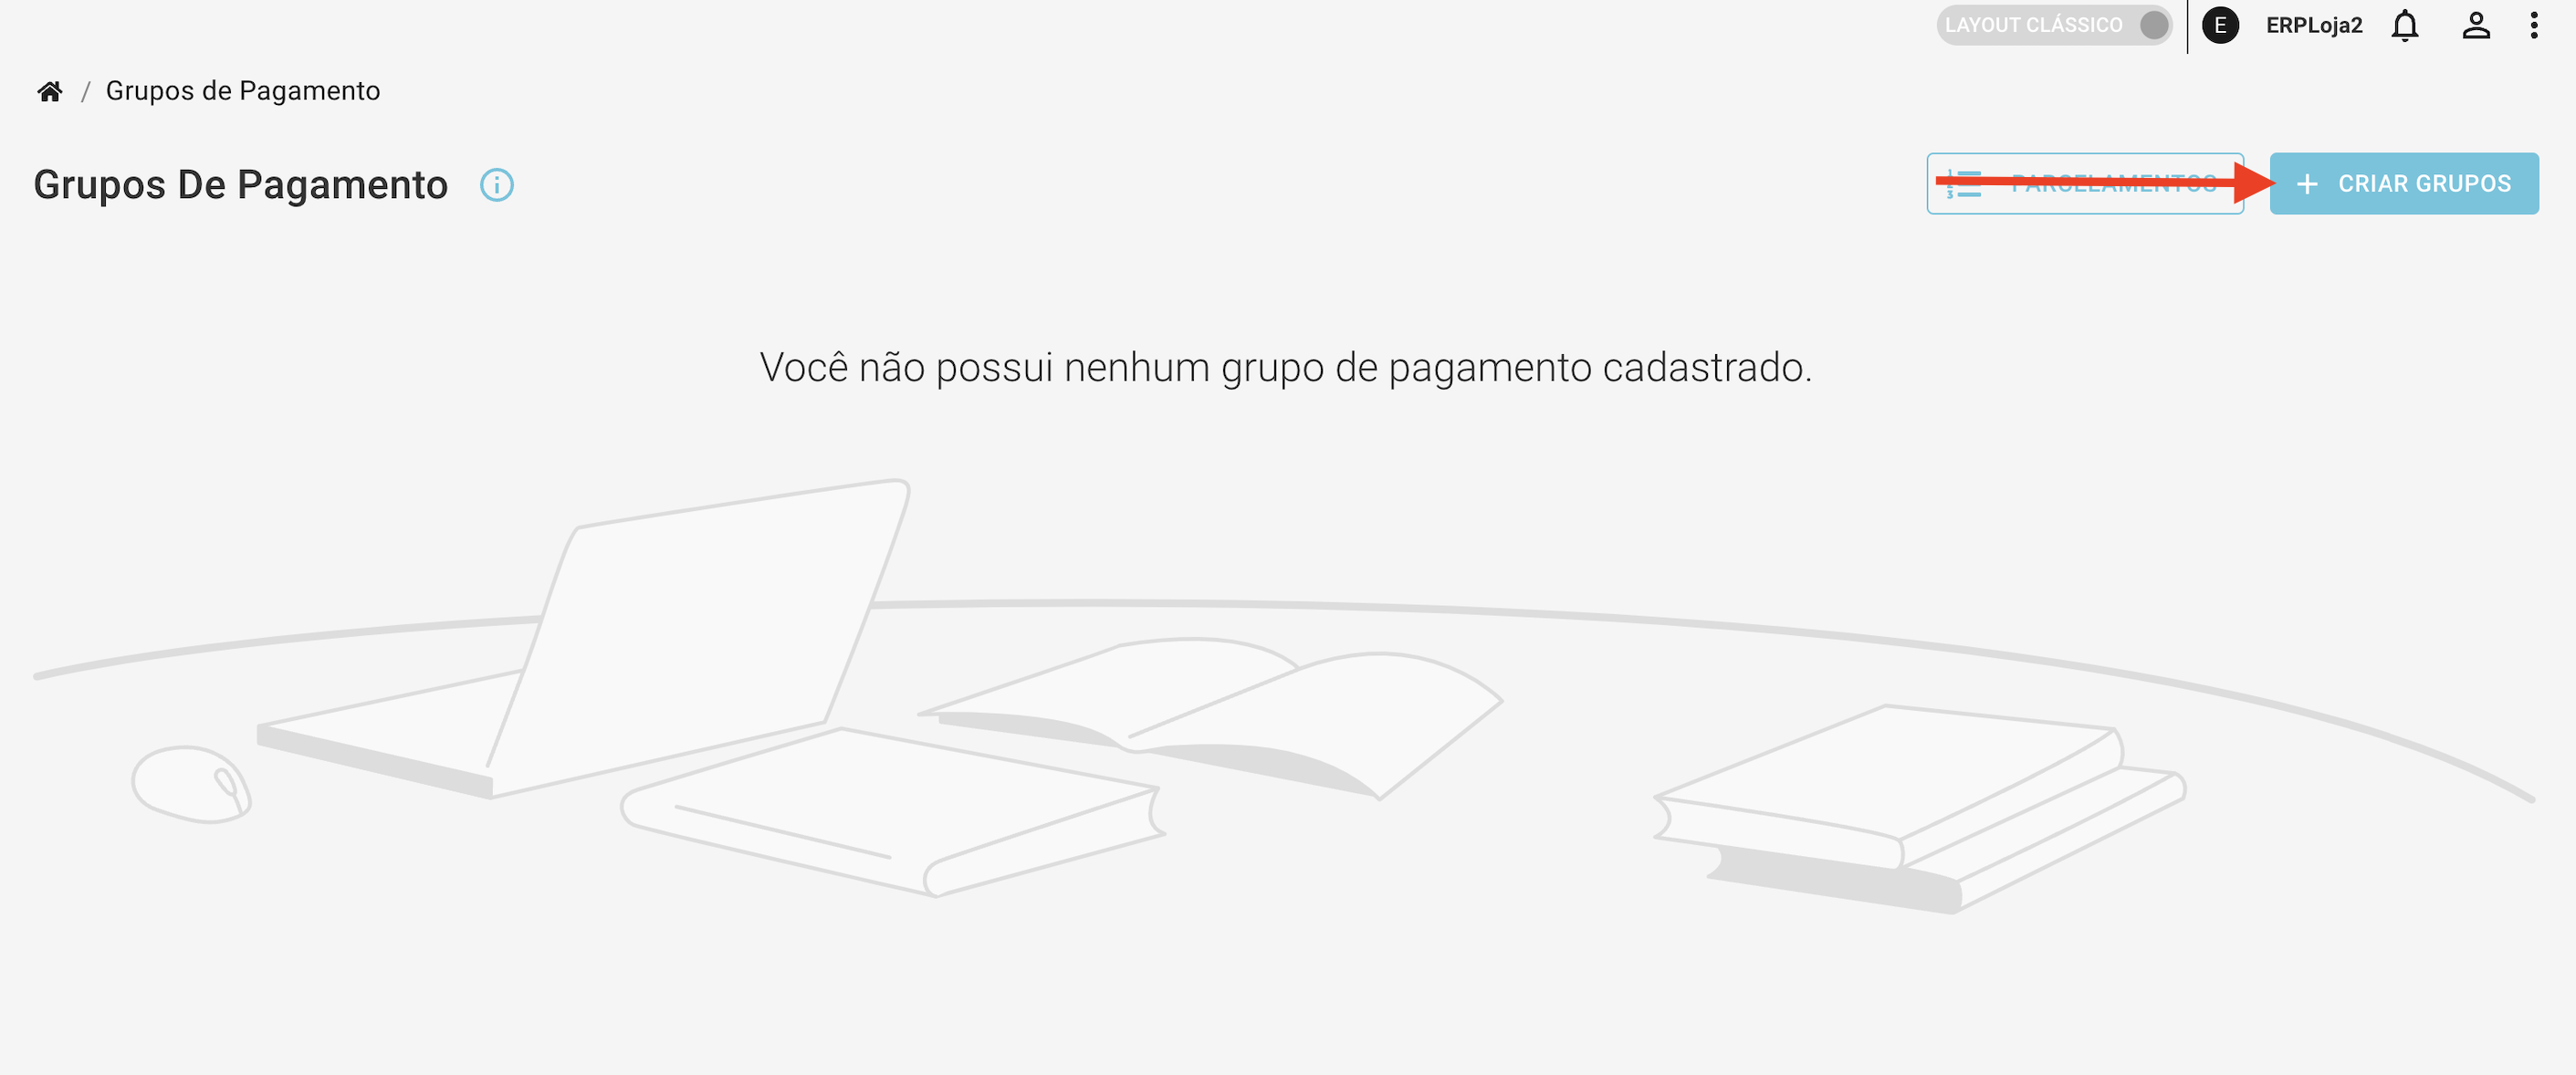 LAYOUT CLÁSSICO
E
ERPLoja2
/ Grupos de Pagamento
Grupos De Pagamento
PARCELAMENTOS
+ CRIAR GRUPOS
Você não possui nenhum grupo de pagamento cadastrado.